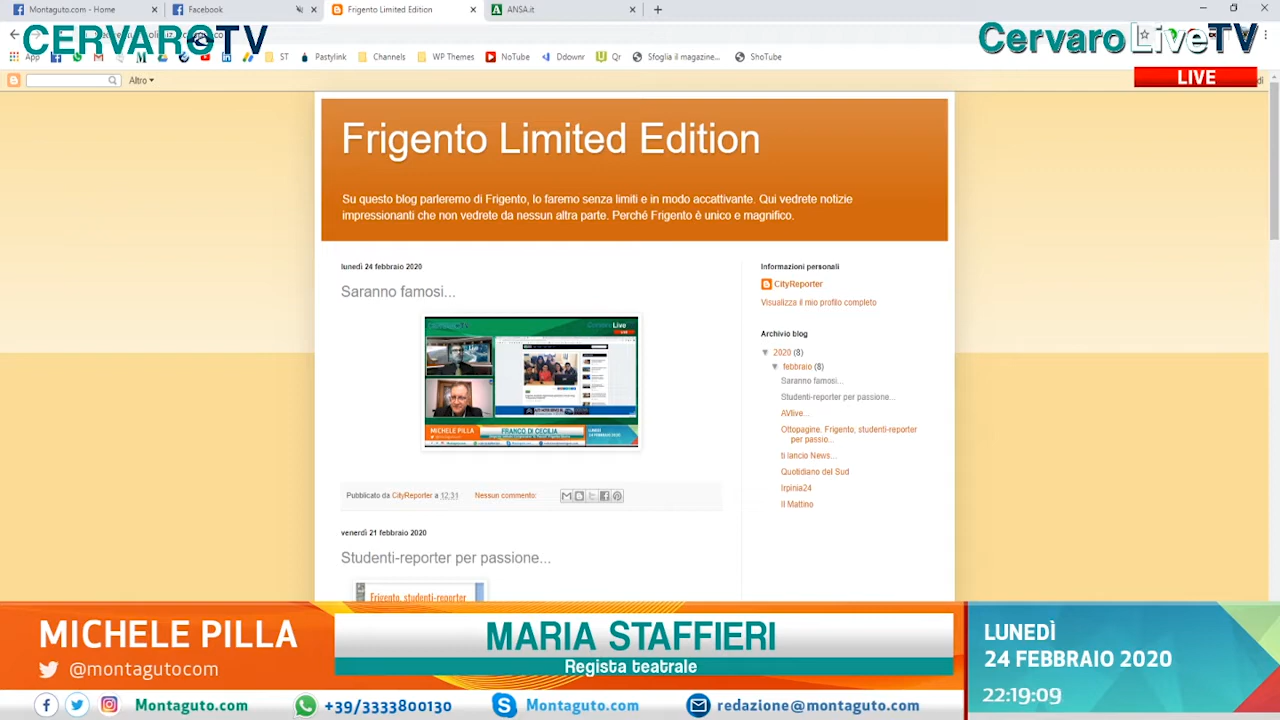 Montaguto.com - Home
Facebook
Frigento Limited Edition
ANSA.it
CERVAROTV
CervaroLiveTV
LIVE
App
ST
Pastylink
Channels
WP Themes
NoTube
Ddownr
Qr
Sfoglia il magazine...
ShoTube
Altro
Frigento Limited Edition
Su questo blog parleremo di Frigento, lo faremo senza limiti e in modo accattivante. Qui vedrete notizie
impressionanti che non vedrete da nessun altra parte. Perché Frigento è unico e magnifico.
lunedì 24 febbraio 2020
Saranno famosi...
MICHELE PILLA
FRANCO DI CECILIA
Pubblicato da CityReporter a 12:31
Nessun commento:
venerdì 21 febbraio 2020
Studenti-reporter per passione...
Frigento, studenti-reporter
Informazioni personali
CityReporter
Visualizza il mio profilo completo
Archivio blog
▼ 2020 (8)
▼ febbraio (8)
Saranno famosi...
Studenti-reporter per passione...
AVlive...
Ottopagine. Frigento, studenti-reporter
per passio...
ti lancio News...
Quotidiano del Sud
Irpinia24
Il Mattino
MICHELE PILLA
@montagutocom
MARIA STAFFIERI
Regista teatrale
LUNEDÌ
24 FEBBRAIO 2020
22:19:09
Montaguto.com
+39/3333800130
Montaguto.com
redazione@montaguto.com